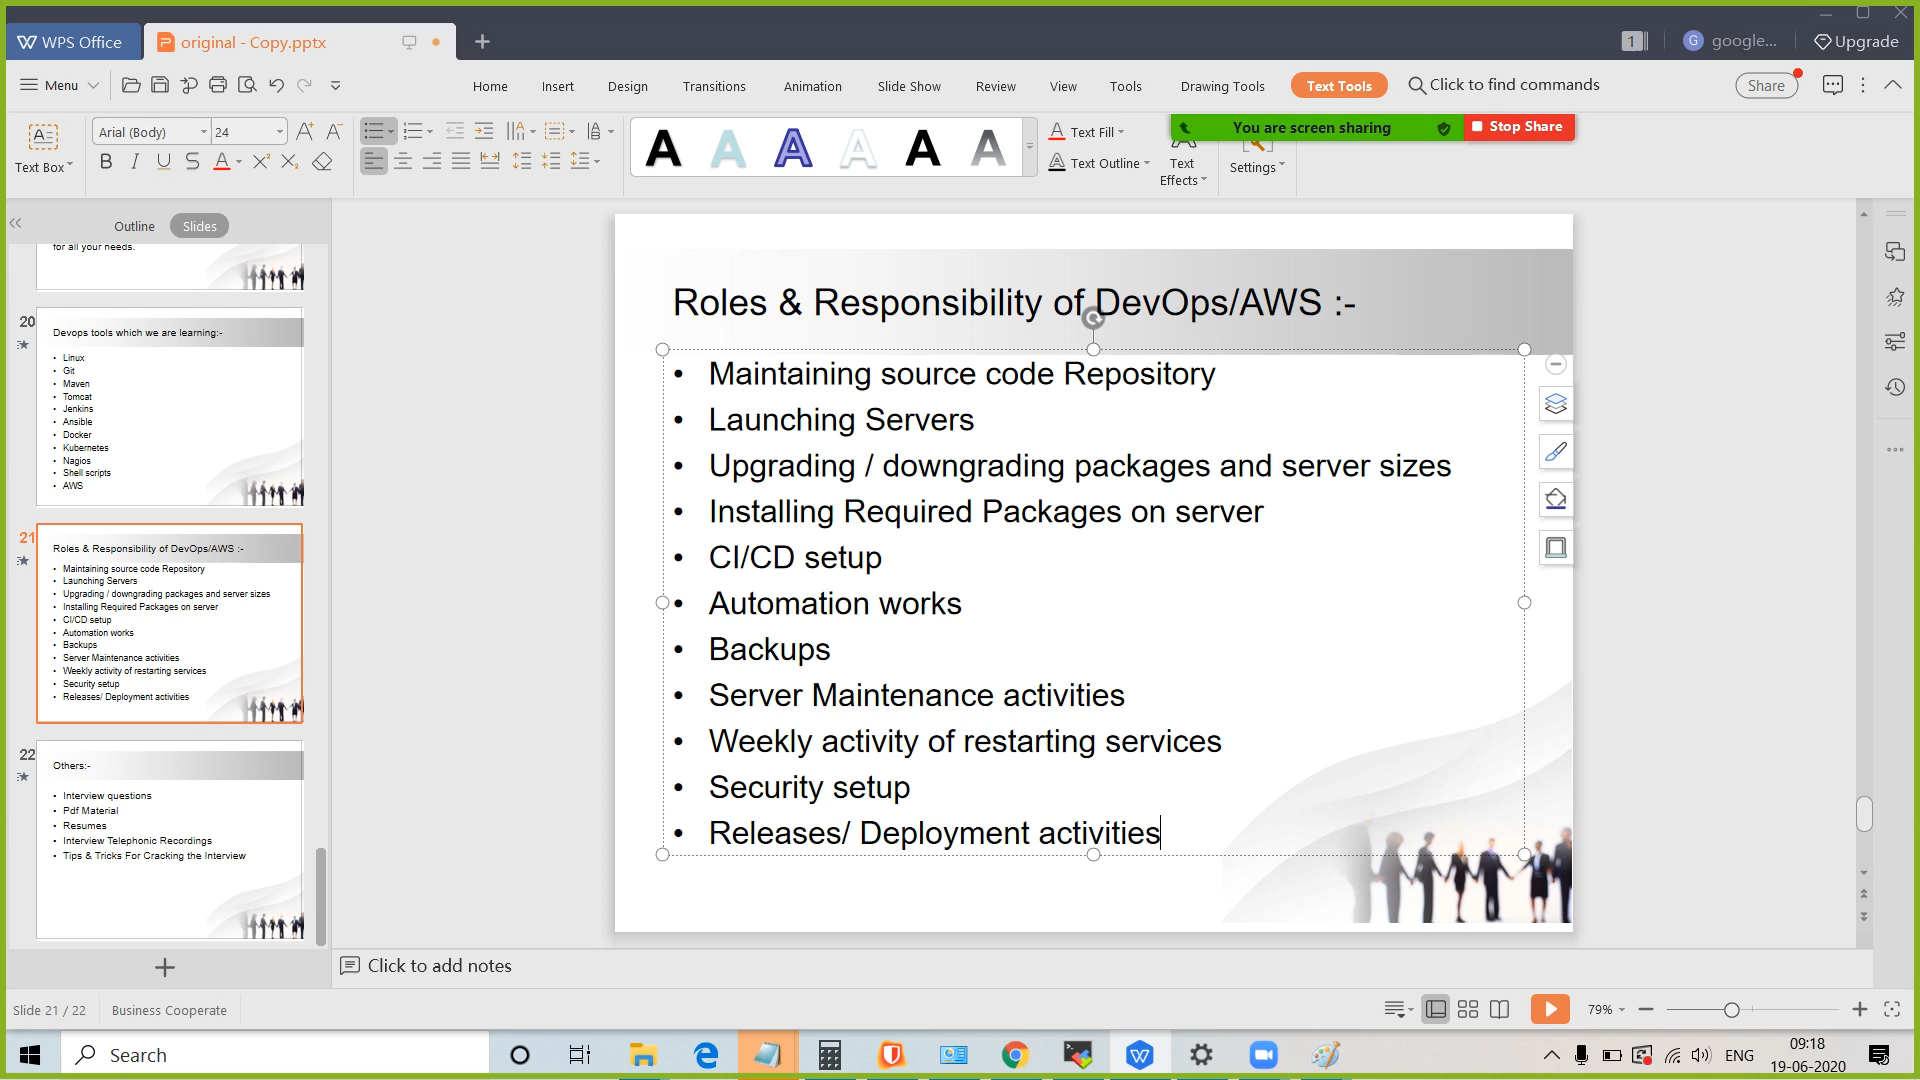 WPS Office
original - Copy.pptx
1
G google...
Upgrade
Menu
Home Insert Design Transitions Animation Slide Show Review View Tools Drawing Tools Text Tools Click to find commands
Share
Text Box
Arial (Body) 24
Text Fill
Text Outline
Text
Effects
Settings
You are screen sharing
Stop Share
Outline Slides
for all your needs.
20
Devops tools which we are learning:-
• Linux
• Git
• Maven
• Tomcat
• Jenkins
• Ansible
• Docker
• Kubernetes
• Nagios
• Shell scripts
• AWS
21
Roles & Responsibility of DevOps/AWS :-
• Maintaining source code Repository
• Launching Servers
• Upgrading / downgrading packages and server sizes
• Installing Required Packages on server
• CI/CD setup
• Automation works
• Backups
• Server Maintenance activities
• Weekly activity of restarting services
• Security setup
• Releases/ Deployment activities
22
Others:-
• Interview questions
• Pdf Material
• Resumes
• Interview Telephonic Recordings
• Tips & Tricks For Cracking the Interview
Roles & Responsibility of DevOps/AWS :-
• Maintaining source code Repository
• Launching Servers
• Upgrading / downgrading packages and server sizes
• Installing Required Packages on server
• CI/CD setup
• Automation works
• Backups
• Server Maintenance activities
• Weekly activity of restarting services
• Security setup
• Releases/ Deployment activities
Click to add notes
Slide 21 / 22
Business Cooperate
79%
Search
ENG
09:18
19-06-2020